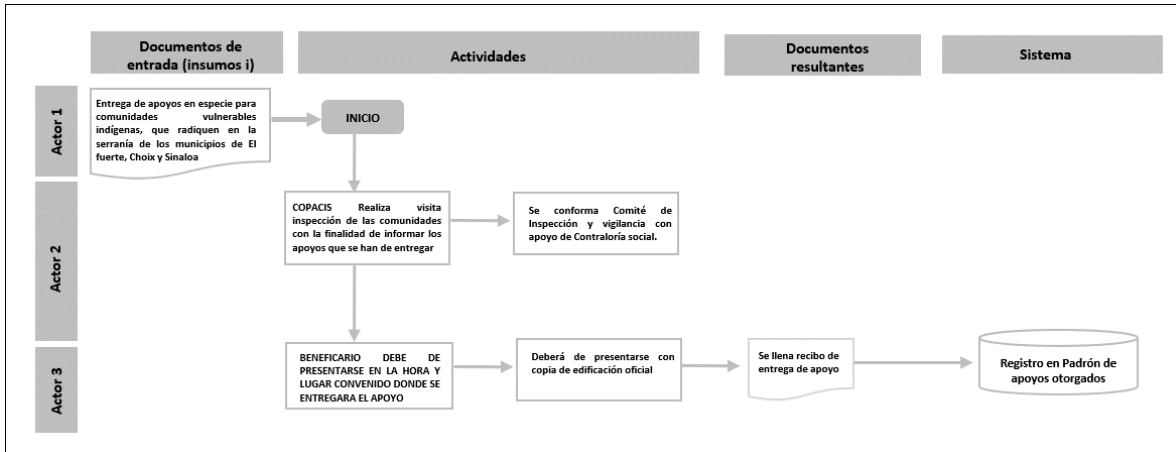 Documentos de
entrada (insumos i)
Actividades
Documentos
resultantes
Sistema
Actor 1
Entrega de apoyos en especie para
comunidades vulnerables
indígenas, que radiquen en la
serranía de los municipios de El
fuerte, Choix y Sinaloa
INICIO
Actor 2
COPACIS Realiza visita
inspección de las comunidades
con la finalidad de informar los
apoyos que se han de entregar
Se conforma Comité de
Inspección y vigilancia con
apoyo de Contraloría social.
Actor 3
BENEFICARIO DEBE DE
PRESENTARSE EN LA HORA Y
LUGAR CONVENIDO DONDE SE
ENTREGARA EL APOYO
Deberá de presentarse con
copia de edificación oficial
Se llena recibo de
entrega de apoyo
Registro en Padrón de
apoyos otorgados